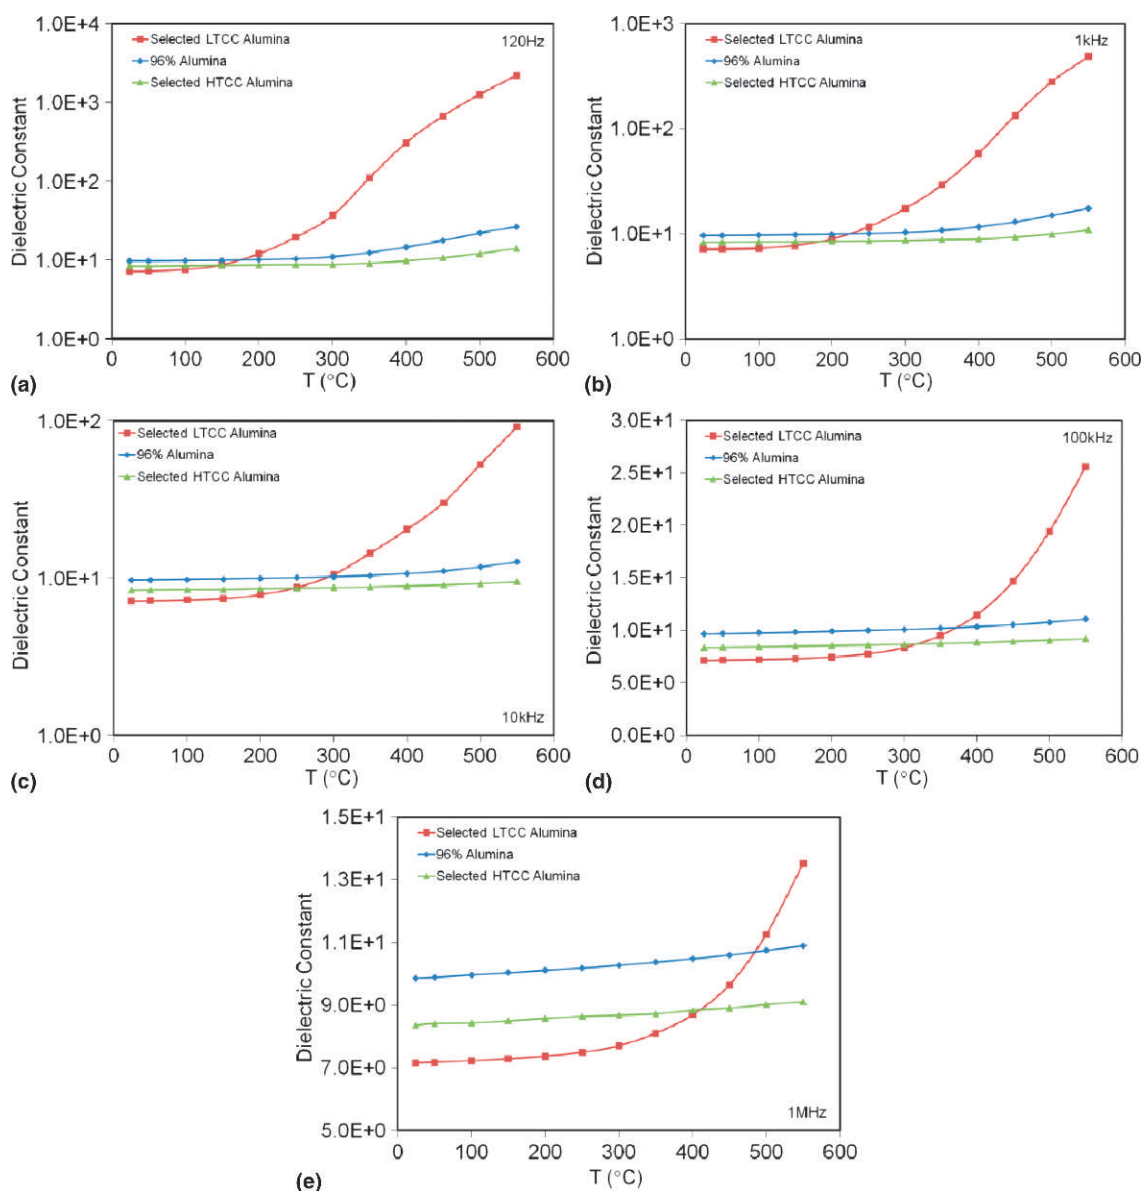 1.0E+4
Selected LTCC Alumina
120Hz
96% Alumina
Selected HTCC Alumina
1.0E+3
1.0E+2
1.0E+1
1.0E+0
Dielectric Constant
0 100 200 300 400 500 600
T (°C)
(a)
1.0E+3
Selected LTCC Alumina
1kHz
96% Alumina
Selected HTCC Alumina
1.0E+2
1.0E+1
1.0E+0
Dielectric Constant
0 100 200 300 400 500 600
T (°C)
(b)
1.0E+2
Selected LTCC Alumina
96% Alumina
Selected HTCC Alumina
1.0E+1
10kHz
1.0E+0
Dielectric Constant
0 100 200 300 400 500 600
T (°C)
(c)
3.0E+1
Selected LTCC Alumina
100kHz
96% Alumina
Selected HTCC Alumina
2.5E+1
2.0E+1
1.5E+1
1.0E+1
5.0E+0
0.0E+0
Dielectric Constant
0 100 200 300 400 500 600
T (°C)
(d)
1.5E+1
Selected LTCC Alumina
96% Alumina
Selected HTCC Alumina
1.3E+1
1.1E+1
9.0E+0
7.0E+0
1MHz
5.0E+0
Dielectric Constant
0 100 200 300 400 500 600
T (°C)
(e)